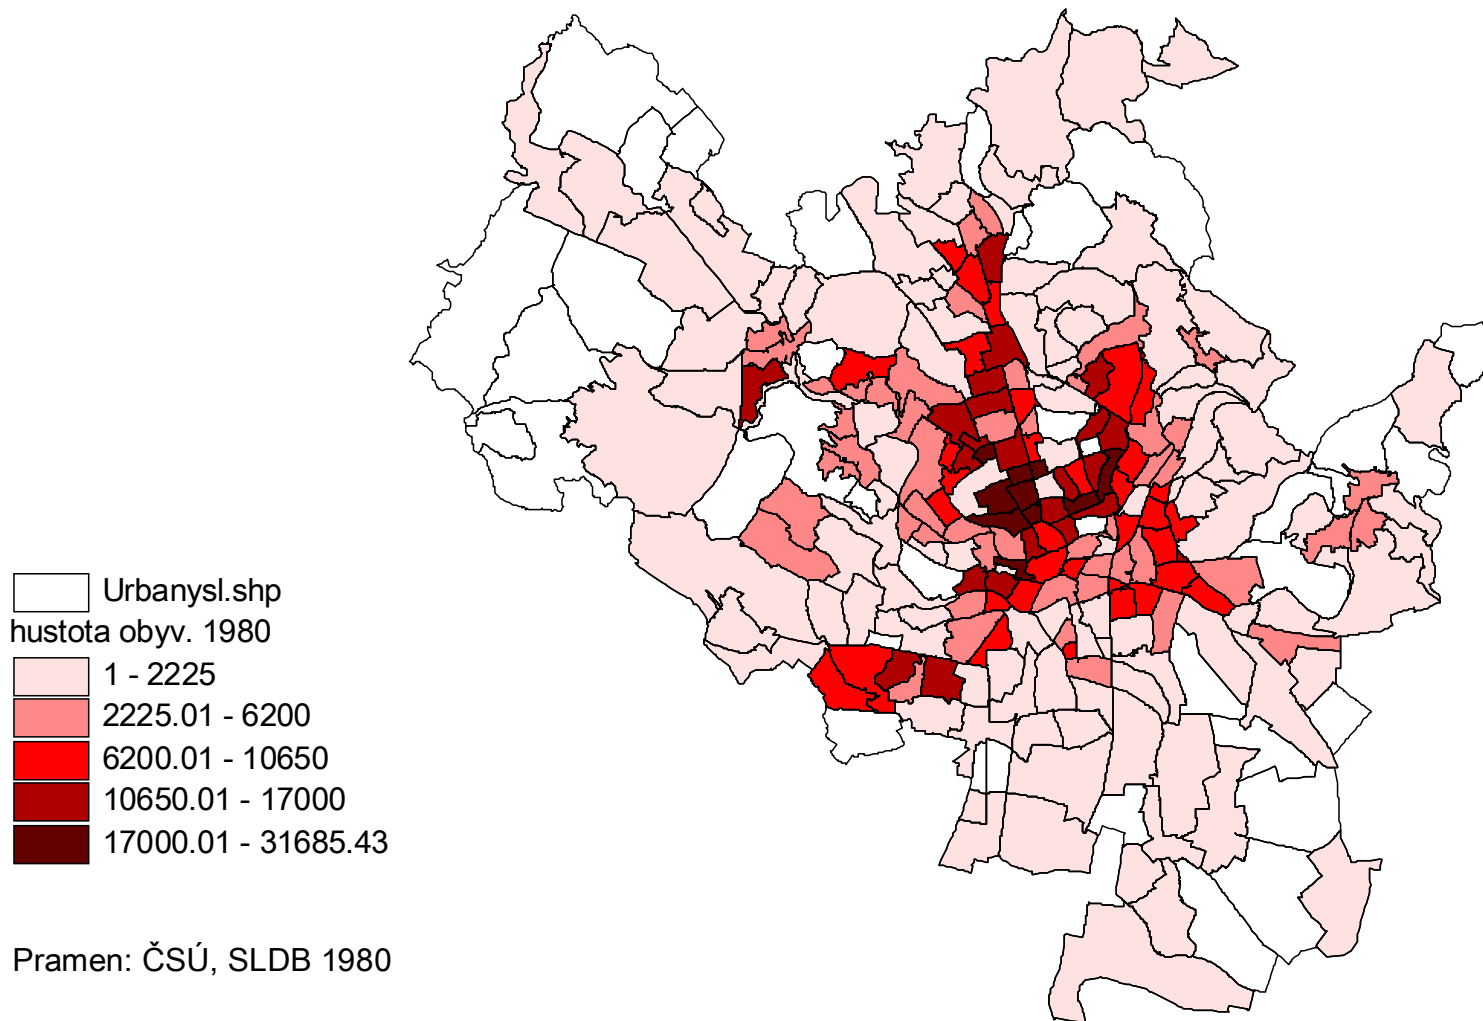 Urbanysl.shp
hustota obyv. 1980
1 - 2225
2225.01 - 6200
6200.01 - 10650
10650.01 - 17000
17000.01 - 31685.43
Pramen: ČSÚ, SLDB 1980